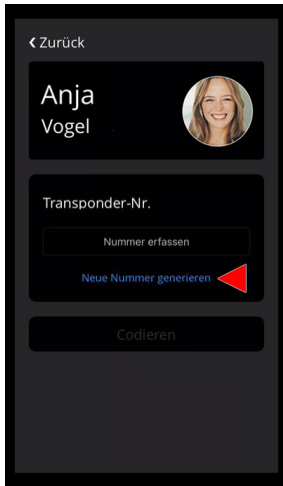 Zurück
Anja
Vogel
Transponder-Nr.
Nummer erfassen
Neue Nummer generieren
Codieren